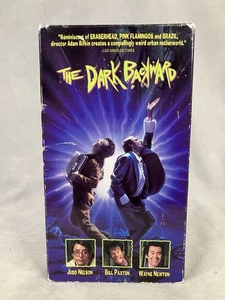 "Reminiscent of ERASERHEAD, PINK FLAMINGOS and BRAZIL,
director Adam Rifkin creates a compellingly weird urban netherworld."
-LOS ANGELES TIMES
THE DARK BACKWARD
JUDD NELSON
BILL PAXTON
WAYNE NEWTON